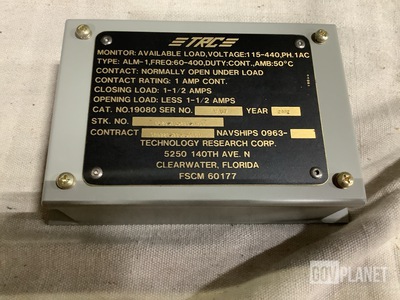 TRC
MONITOR: AVAILABLE LOAD,VOLTAGE:115-440,PH.1AC
TYPE: ALM-1,FREQ:60-400,DUTY:CONT.,AMB:50°C
CONTACT: NORMALLY OPEN UNDER LOAD
CONTACT RATING: 1 AMP CONT.
CLOSING LOAD: 1-1/2 AMPS
OPENING LOAD: LESS 1-1/2 AMPS
CAT. NO.19080 SER NO. YEAR
STK. NO.
CONTRACT NAVSHIPS 0963-
TECHNOLOGY RESEARCH CORP.
5250 140TH AVE. N
CLEARWATER, FLORIDA
FSCM 60177
GOVPLANET